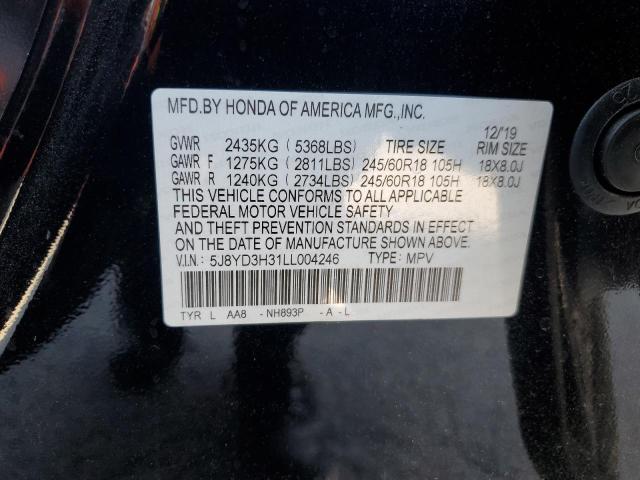 MFD.BY HONDA OF AMERICA MFG.,INC.
12/'19
GVWR 2435KG ( 5368LBS) TIRE SIZE RIM SIZE
GAWR F 1275KG ( 2811LBS) 245/60R18 105H 18X8.0J
GAWR R 1240KG ( 2734LBS) 245/60R18 105H 18X8.0J
THIS VEHICLE CONFORMS TO ALL APPLICABLE
FEDERAL MOTOR VEHICLE SAFETY
AND THEFT PREVENTION STANDARDS IN EFFECT
ON THE DATE OF MANUFACTURE SHOWN ABOVE.
V.I.N: 5J8YD3H31LL004246 TYPE: MPV
TYR L AA8 - NH893P - A - L